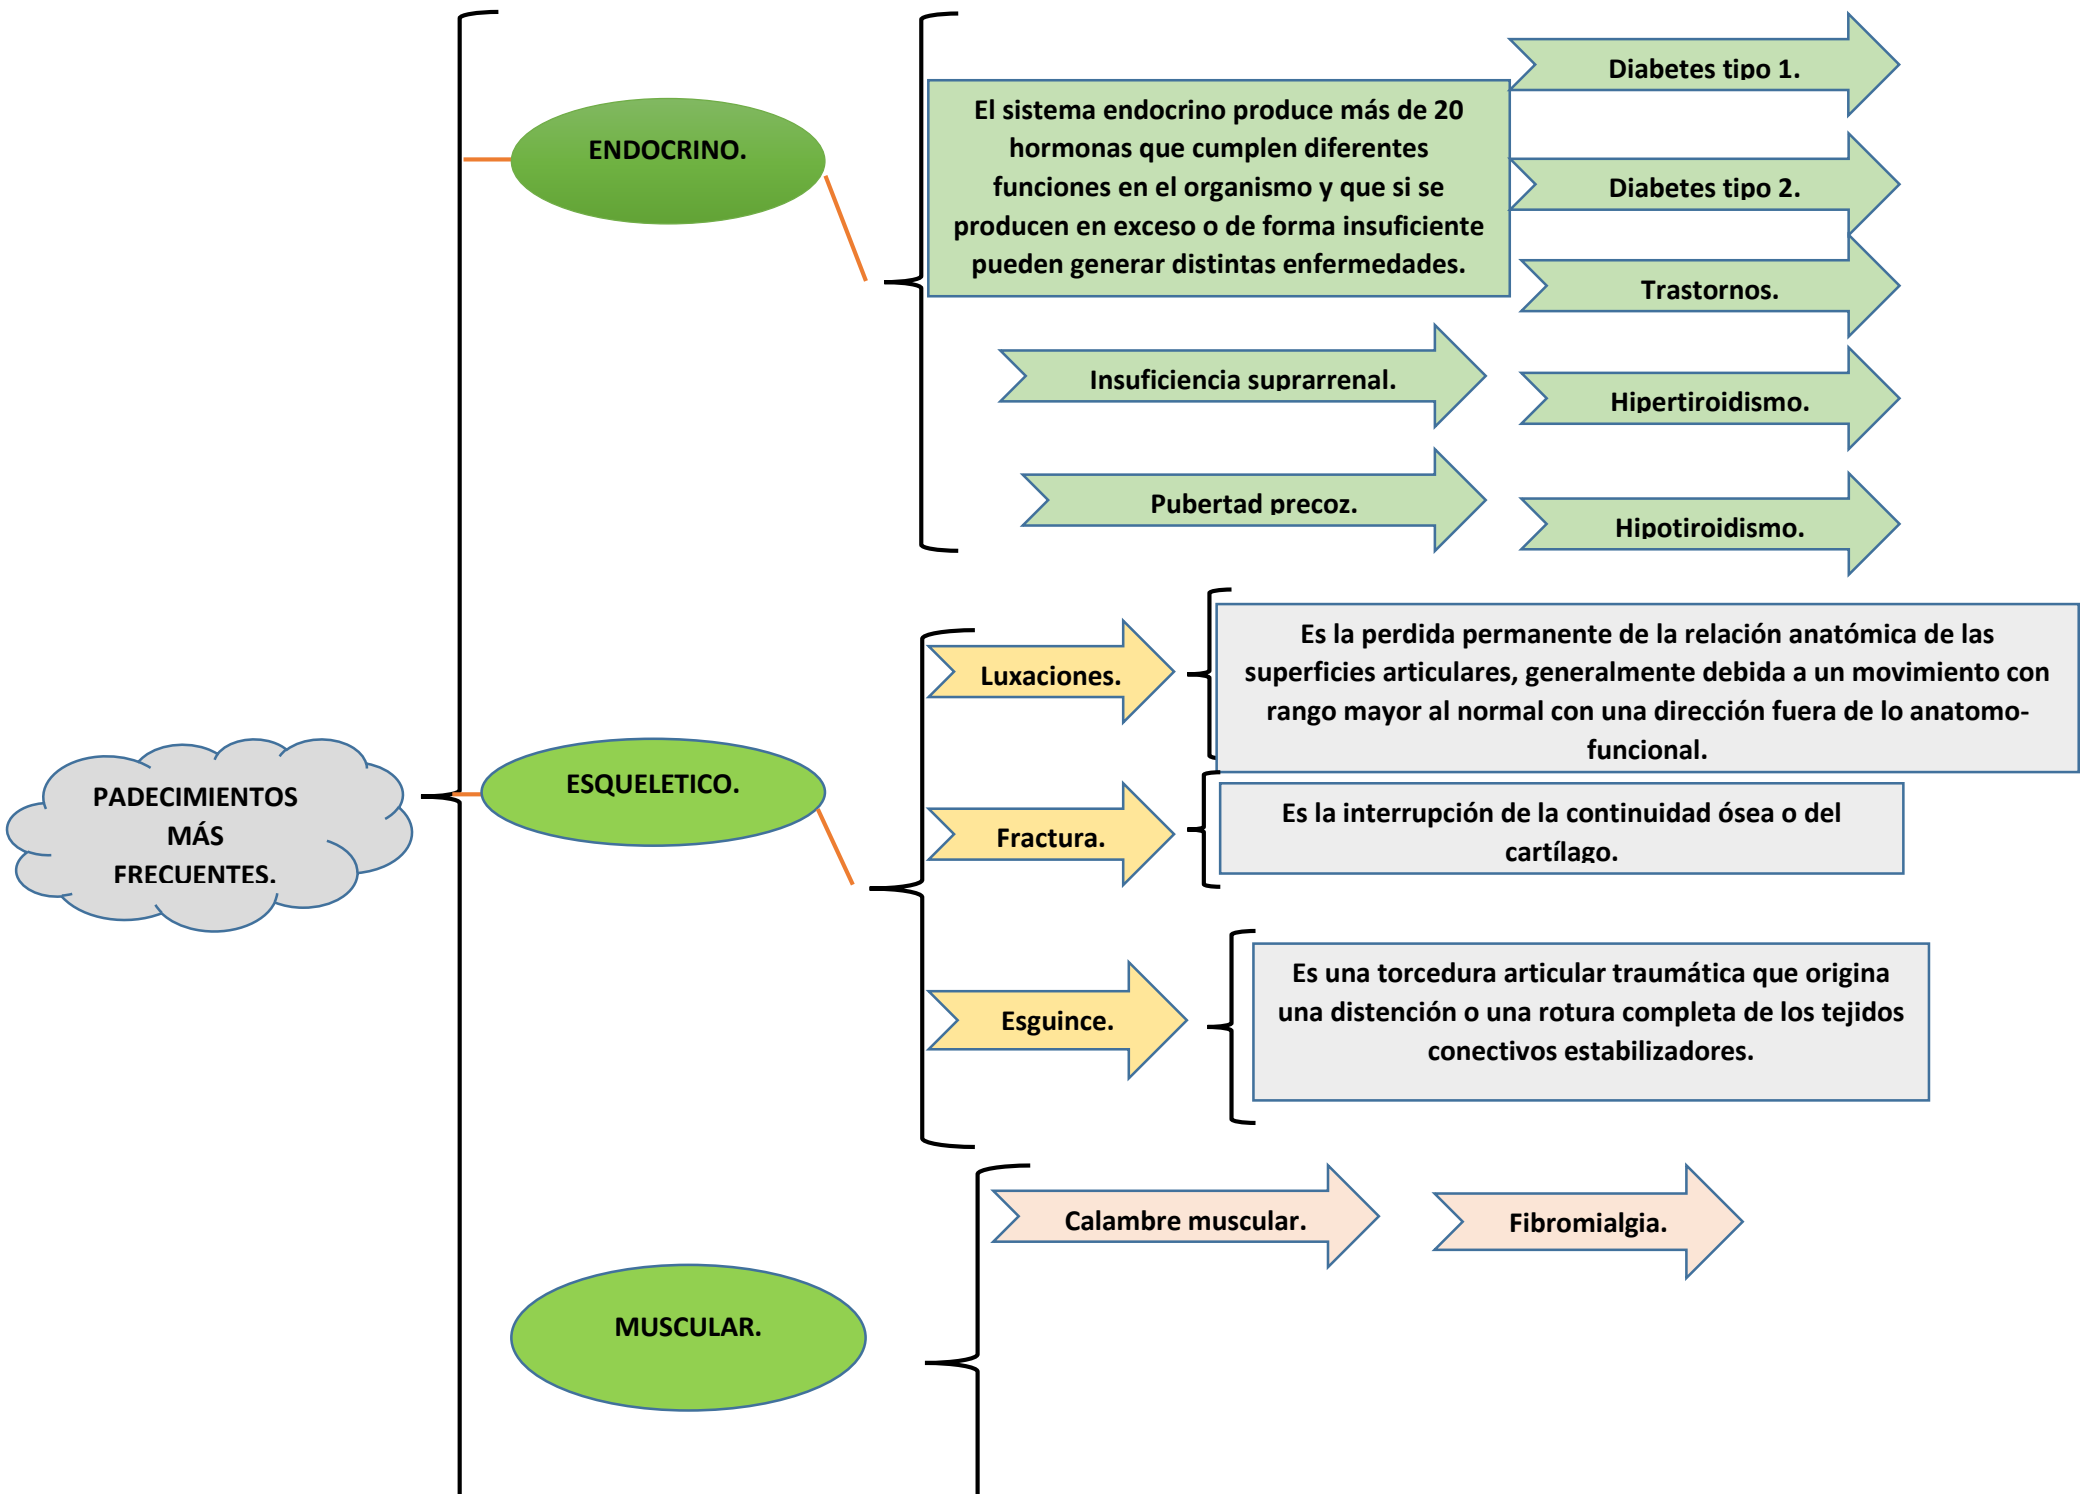 PADECIMIENTOS
MÁS
FRECUENTES.
ENDOCRINO.
El sistema endocrino produce más de 20
hormonas que cumplen diferentes
funciones en el organismo y que si se
producen en exceso o de forma insuficiente
pueden generar distintas enfermedades.
Diabetes tipo 1.
Diabetes tipo 2.
Trastornos.
Insuficiencia suprarrenal.
Hipertiroidismo.
Pubertad precoz.
Hipotiroidismo.
ESQUELETICO.
Luxaciones.
Es la perdida permanente de la relación anatómica de las
superficies articulares, generalmente debida a un movimiento con
rango mayor al normal con una dirección fuera de lo anatomo-
funcional.
Fractura.
Es la interrupción de la continuidad ósea o del
cartílago.
Esguince.
Es una torcedura articular traumática que origina
una distención o una rotura completa de los tejidos
conectivos estabilizadores.
MUSCULAR.
Calambre muscular.
Fibromialgia.